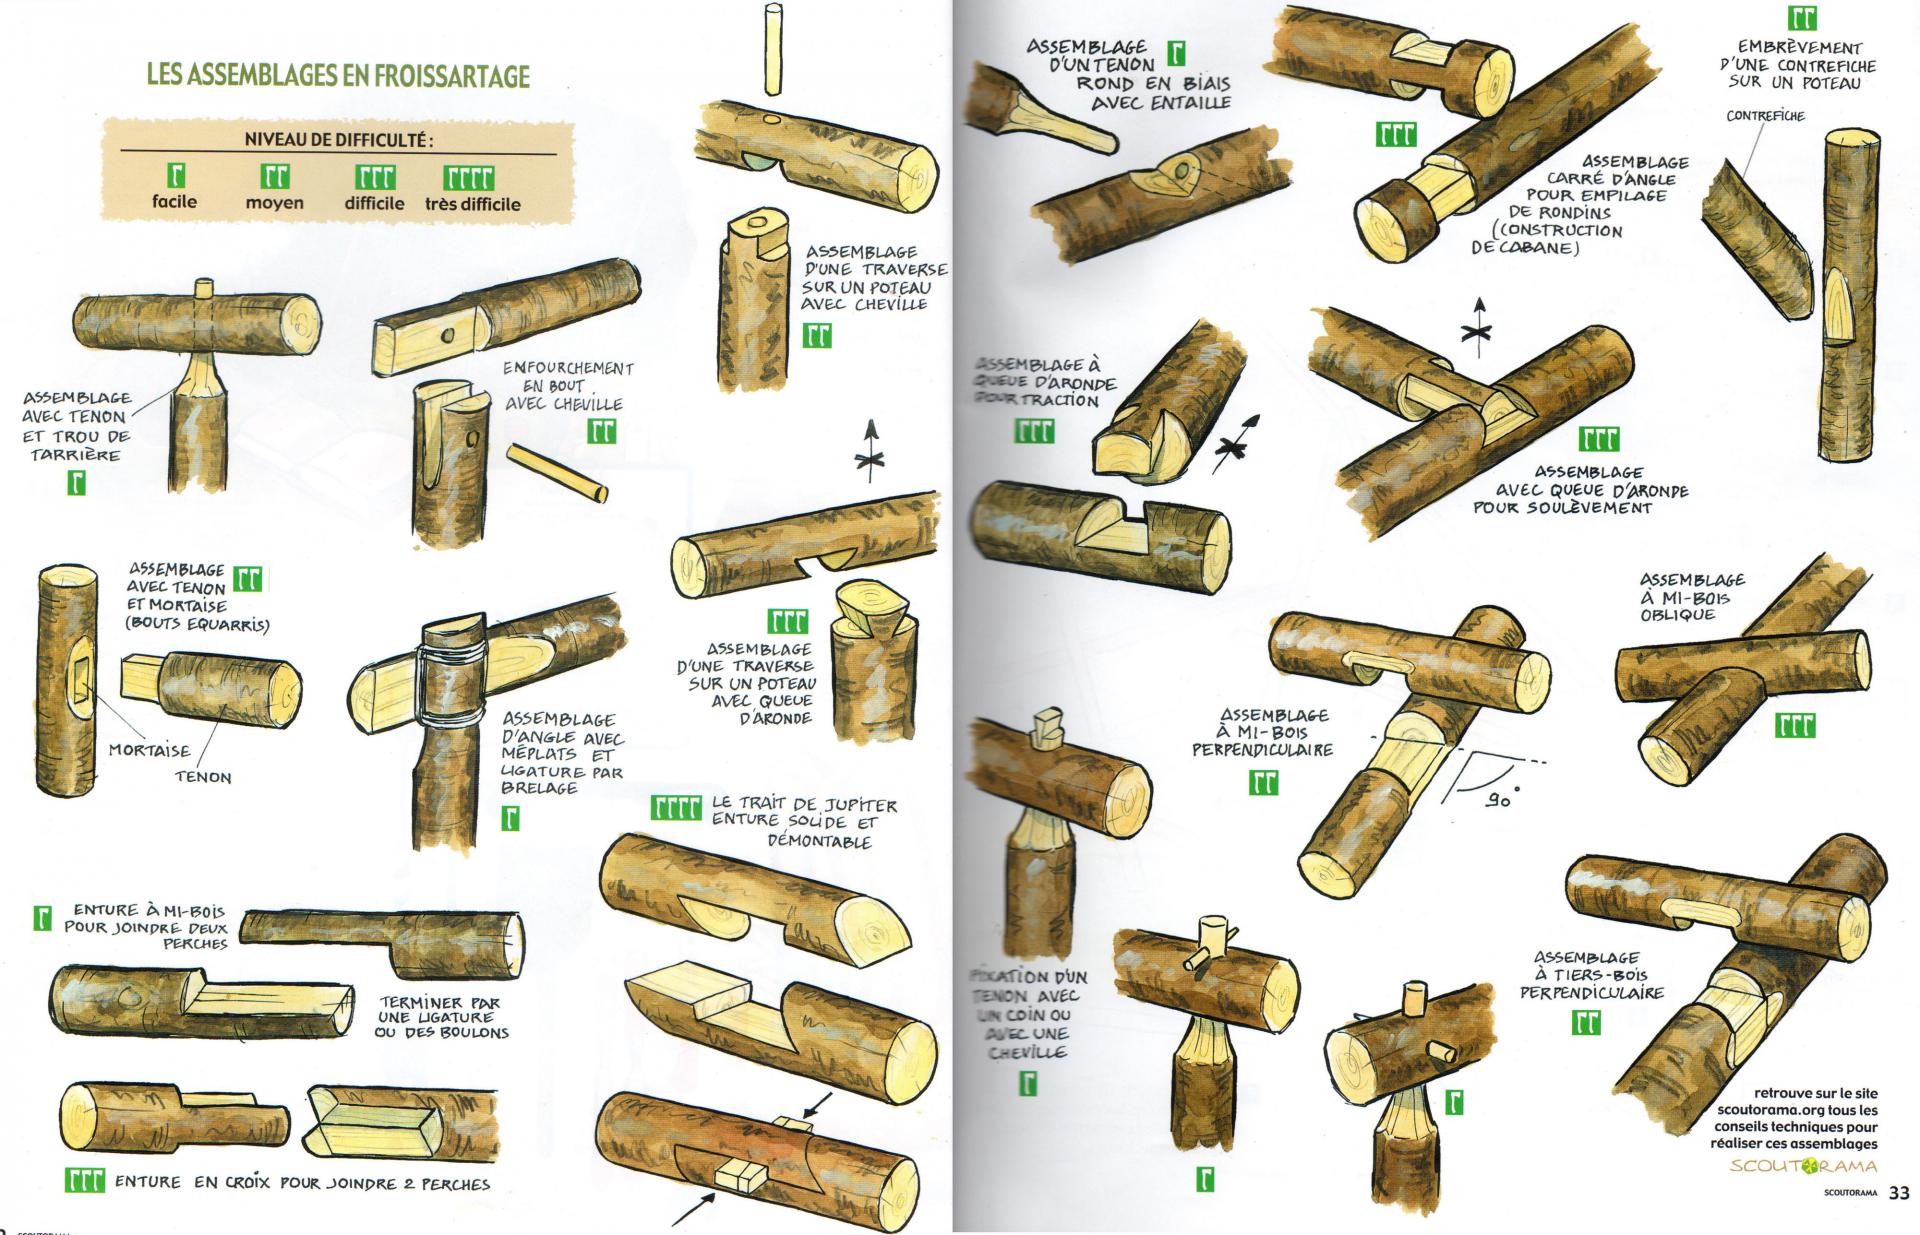 LES ASSEMBLAGES EN FROISSARTAGE
NIVEAU DE DIFFICULTÉ :
facile
moyen
difficile
très difficile
ASSEMBLAGE
D'UNE TRAVERSE
SUR UN POTEAU
AVEC CHEVILLE
ASSEMBLAGE
AVEC TENON
ET TROU DE
TARRIÈRE
ENFOURCHEMENT
EN BOUT
AVEC CHEVILLE
ASSEMBLAGE
AVEC TENON
ET MORTAISE
(BOUTS EQUARRIS)
MORTAISE
TENON
ASSEMBLAGE
D'ANGLE AVEC
MÉPLATS ET
LIGATURE PAR
BRELAGE
ASSEMBLAGE
D'UNE TRAVERSE
SUR UN POTEAU
AVEC QUEUE
D'ARONDE
LE TRAIT DE JUPITER
ENTURE SOLIDE ET
DÉMONTABLE
ENTURE À MI-BOIS
POUR JOINDRE DEUX
PERCHES
TERMINER PAR
UNE LIGATURE
OU DES BOULONS
ENTURE EN CROIX POUR JOINDRE 2 PERCHES
SCOUTORAMA
ASSEMBLAGE
D'UN TENON
ROND EN BIAIS
AVEC ENTAILLE
ASSEMBLAGE
CARRÉ D'ANGLE
POUR EMPILAGE
DE RONDINS
(CONSTRUCTION
DE CABANE)
EMBRÈVEMENT
D'UNE CONTREFICHE
SUR UN POTEAU
CONTREFICHE
ASSEMBLAGE À
QUEUE D'ARONDE
POUR TRACTION
ASSEMBLAGE
AVEC QUEUE D'ARONDE
POUR SOULÈVEMENT
ASSEMBLAGE
À MI-BOIS
OBLIQUE
ASSEMBLAGE
À MI-BOIS
PERPENDICULAIRE
90°
FIXATION D'UN
TENON AVEC
UN COIN OU
AVEC UNE
CHEVILLE
ASSEMBLAGE
À TIERS-BOIS
PERPENDICULAIRE
retrouve sur le site
scoutorama.org tous les
conseils techniques pour
réaliser ces assemblages
SCOUTORAMA
SCOUTORAMA 33